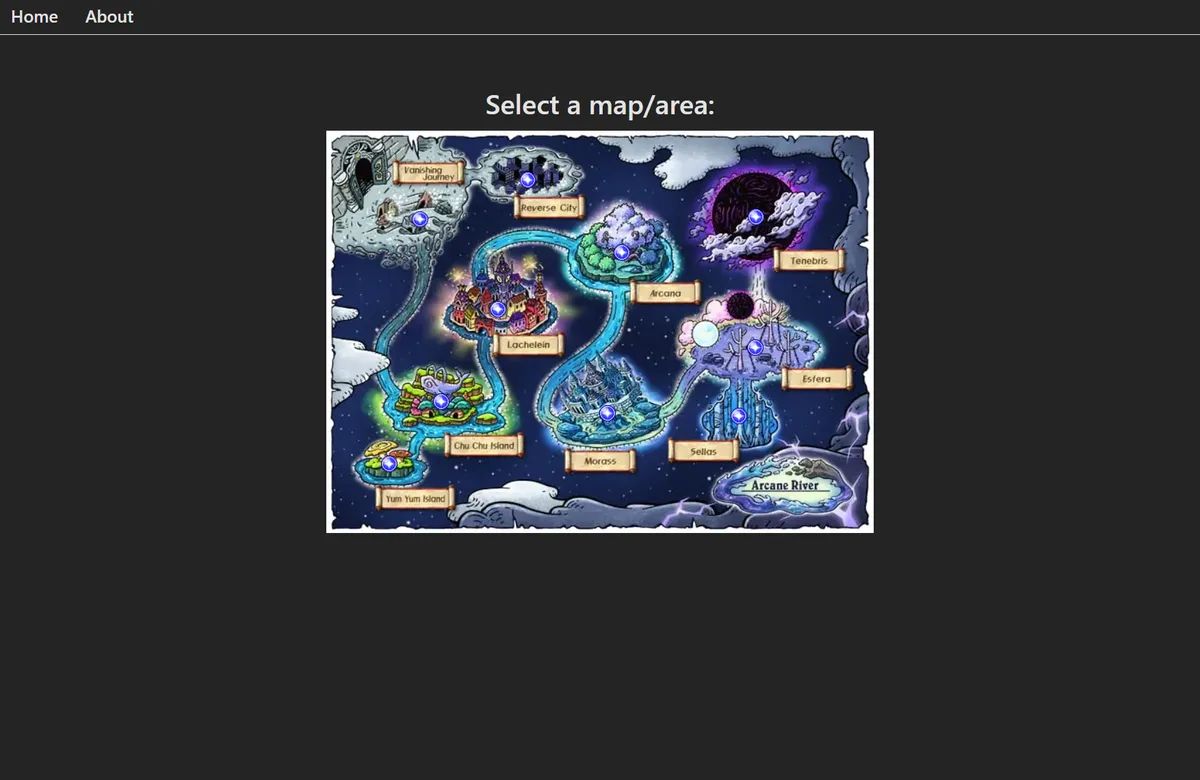 Home About
Select a map/area:
Vanishing
Journey
Reverse City
Tenebris
Arcana
Lachelein
Esfera
Chu Chu Island
Sellas
Morass
Arcane River
Yum Yum Island